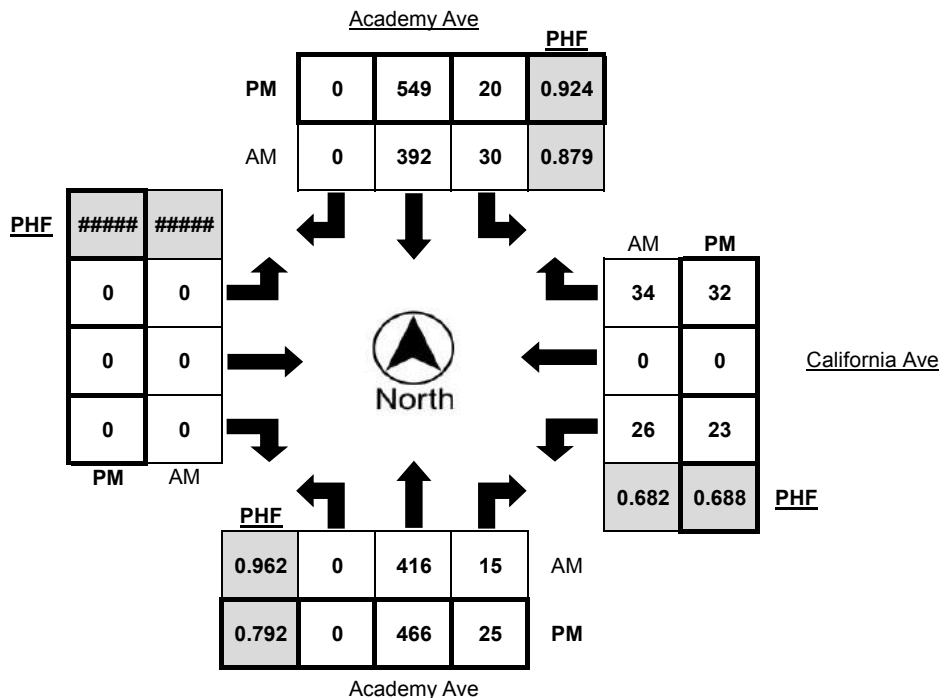 Academy Ave
PHF
PM 0 549 20 0.924
AM 0 392 30 0.879
PHF ##### #####
0 0
0 0
0 0
PM AM
North
AM PM
34 32
0 0
26 23
0.682 0.688 PHF
California Ave
PHF
0.962 0 416 15 AM
0.792 0 466 25 PM
Academy Ave